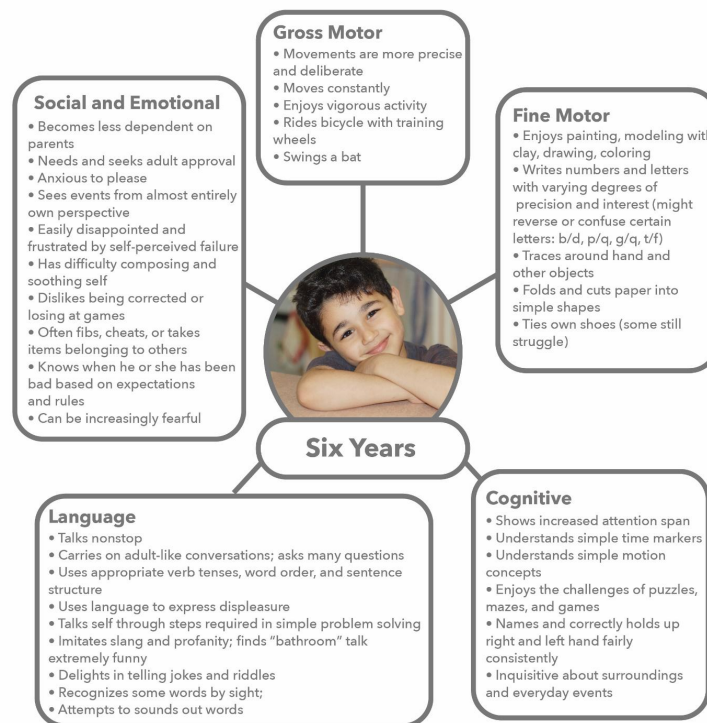 Gross Motor
• Movements are more precise
and deliberate
• Moves constantly
• Enjoys vigorous activity
• Rides bicycle with training
wheels
• Swings a bat
Social and Emotional
• Becomes less dependent on
parents
• Needs and seeks adult approval
• Anxious to please
• Sees events from almost entirely
own perspective
• Easily disappointed and
frustrated by self-perceived failure
• Has difficulty composing and
soothing self
• Dislikes being corrected or
losing at games
• Often fibs, cheats, or takes
items belonging to others
• Knows when he or she has been
bad based on expectations
and rules
• Can be increasingly fearful
Fine Motor
• Enjoys painting, modeling with
clay, drawing, coloring
• Writes numbers and letters
with varying degrees of
precision and interest (might
reverse or confuse certain
letters: b/d, p/q, g/q, t/f)
• Traces around hand and
other objects
• Folds and cuts paper into
simple shapes
• Ties own shoes (some still
struggle)
Six Years
Language
• Talks nonstop
• Carries on adult-like conversations; asks many questions
• Uses appropriate verb tenses, word order, and sentence
structure
• Uses language to express displeasure
• Talks self through steps required in simple problem solving
• Imitates slang and profanity; finds “bathroom” talk
extremely funny
• Delights in telling jokes and riddles
• Recognizes some words by sight;
• Attempts to sounds out words
Cognitive
• Shows increased attention span
• Understands simple time markers
• Understands simple motion
concepts
• Enjoys the challenges of puzzles,
mazes, and games
• Names and correctly holds up
right and left hand fairly
consistently
• Inquisitive about surroundings
and everyday events